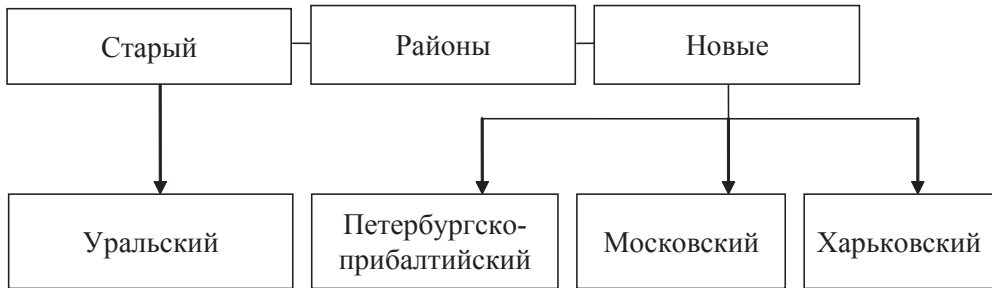 Старый
Районы
Новые
Уральский
Петербургско-
прибалтийский
Московский
Харьковский